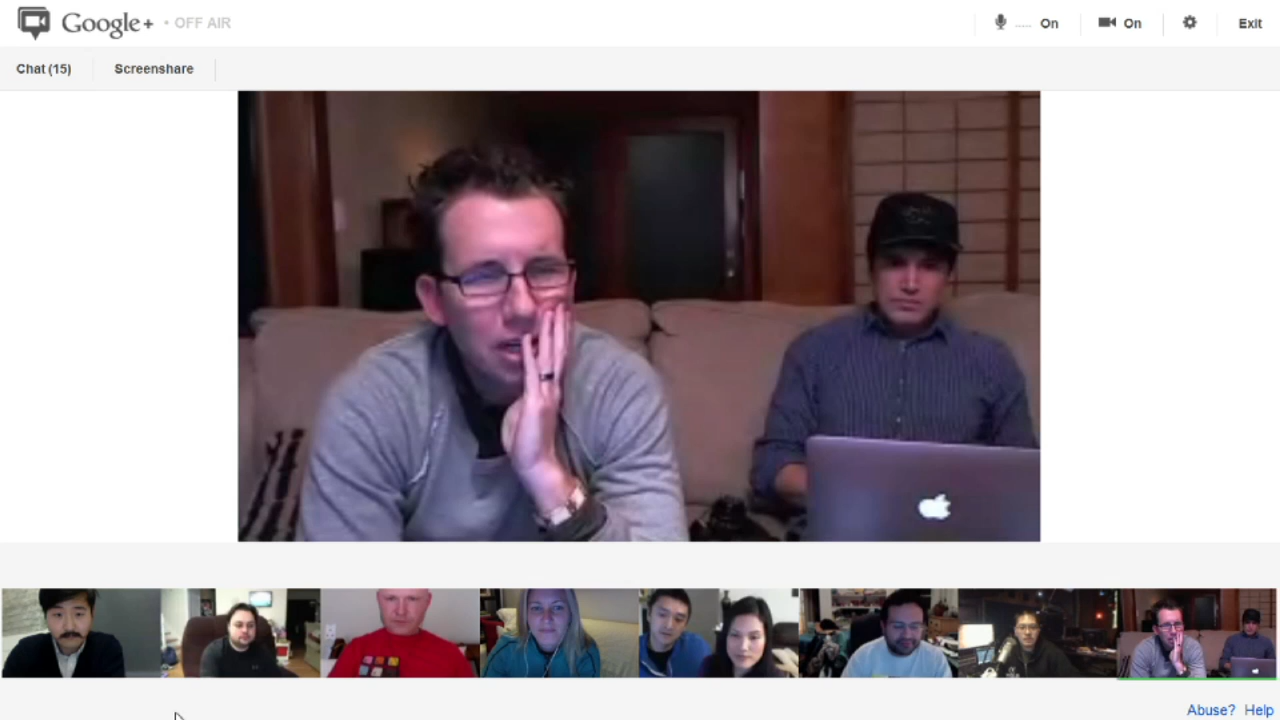 Google+ • OFF AIR
On
On
Exit
Chat (15)
Screenshare
Abuse? Help